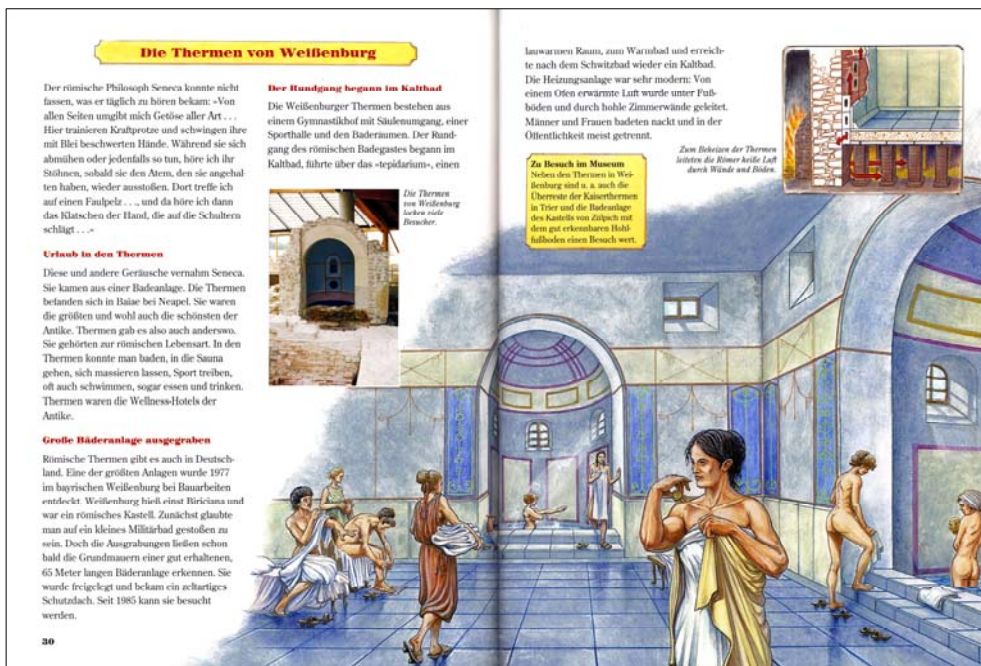 Die Thermen von Weißenburg
Der römische Philosoph Seneca konnte nicht
fassen, was er täglich zu hören bekam: »Von
allen Seiten umgibt mich Getöse aller Art . . .
Hier trainieren Kraftprotze und schwingen ihre
mit Blei beschwerten Hände. Während sie sich
abmühen oder jedenfalls so tun, höre ich ihr
Stöhnen, sobald sie den Atem, den sie angehal-
ten haben, wieder ausstoßen. Dort treffe ich
auf einen Faulpelz . . ., und da höre ich dann
das Klatschen der Hand, die auf die Schultern
schlägt . . .«
Urlaub in den Thermen
Diese und andere Geräusche vernahm Seneca.
Sie kamen aus einer Badeanlage. Die Thermen
befanden sich in Baiae bei Neapel. Sie waren
die größten und wohl auch die schönsten der
Antike. Thermen gab es also auch anderswo.
Sie gehörten zur römischen Lebensart. In den
Thermen konnte man baden, in die Sauna
gehen, sich massieren lassen, Sport treiben,
oft auch schwimmen, sogar essen und trinken.
Thermen waren die Wellness-Hotels der
Antike.
Große Bäderanlage ausgegraben
Römische Thermen gibt es auch in Deutsch-
land. Eine der größten Anlagen wurde 1977
im bayrischen Weißenburg bei Bauarbeiten
entdeckt. Weißenburg hieß einst Biriciana und
war ein römisches Kastell. Zunächst glaubte
man auf ein kleines Militärbad gestoßen zu
sein. Doch die Ausgrabungen ließen schon
bald die Grundmauern einer gut erhaltenen,
65 Meter langen Bäderanlage erkennen. Sie
wurde freigelegt und bekam ein zeltartiges
Schutzdach. Seit 1985 kann sie besucht
werden.
30
Der Rundgang begann im Kaltbad
Die Weißenburger Thermen bestehen aus
einem Gymnastikhof mit Säulenumgang, einer
Sporthalle und den Baderäumen. Der Rund-
gang des römischen Badegastes begann im
Kaltbad, führte über das »tepidarium«, einen
Die Thermen
von Weißenburg
locken viele
Besucher.
lauwarmen Raum, zum Warmbad und erreich-
te nach dem Schwitzbad wieder ein Kaltbad.
Die Heizungsanlage war sehr modern: Von
einem Ofen erwärmte Luft wurde unter Fuß-
böden und durch hohle Zimmerwände geleitet.
Männer und Frauen badeten nackt und in der
Öffentlichkeit meist getrennt.
Zu Besuch im Museum
Neben den Thermen in Wei-
ßenburg sind u. a. auch die
Überreste der Kaiserthermen
in Trier und die Badeanlage
des Kastells von Zülpich mit
dem gut erkennbaren Hohl-
fußboden einen Besuch wert.
Zum Beheizen der Thermen
leiteten die Römer heiße Luft
durch Wände und Böden.